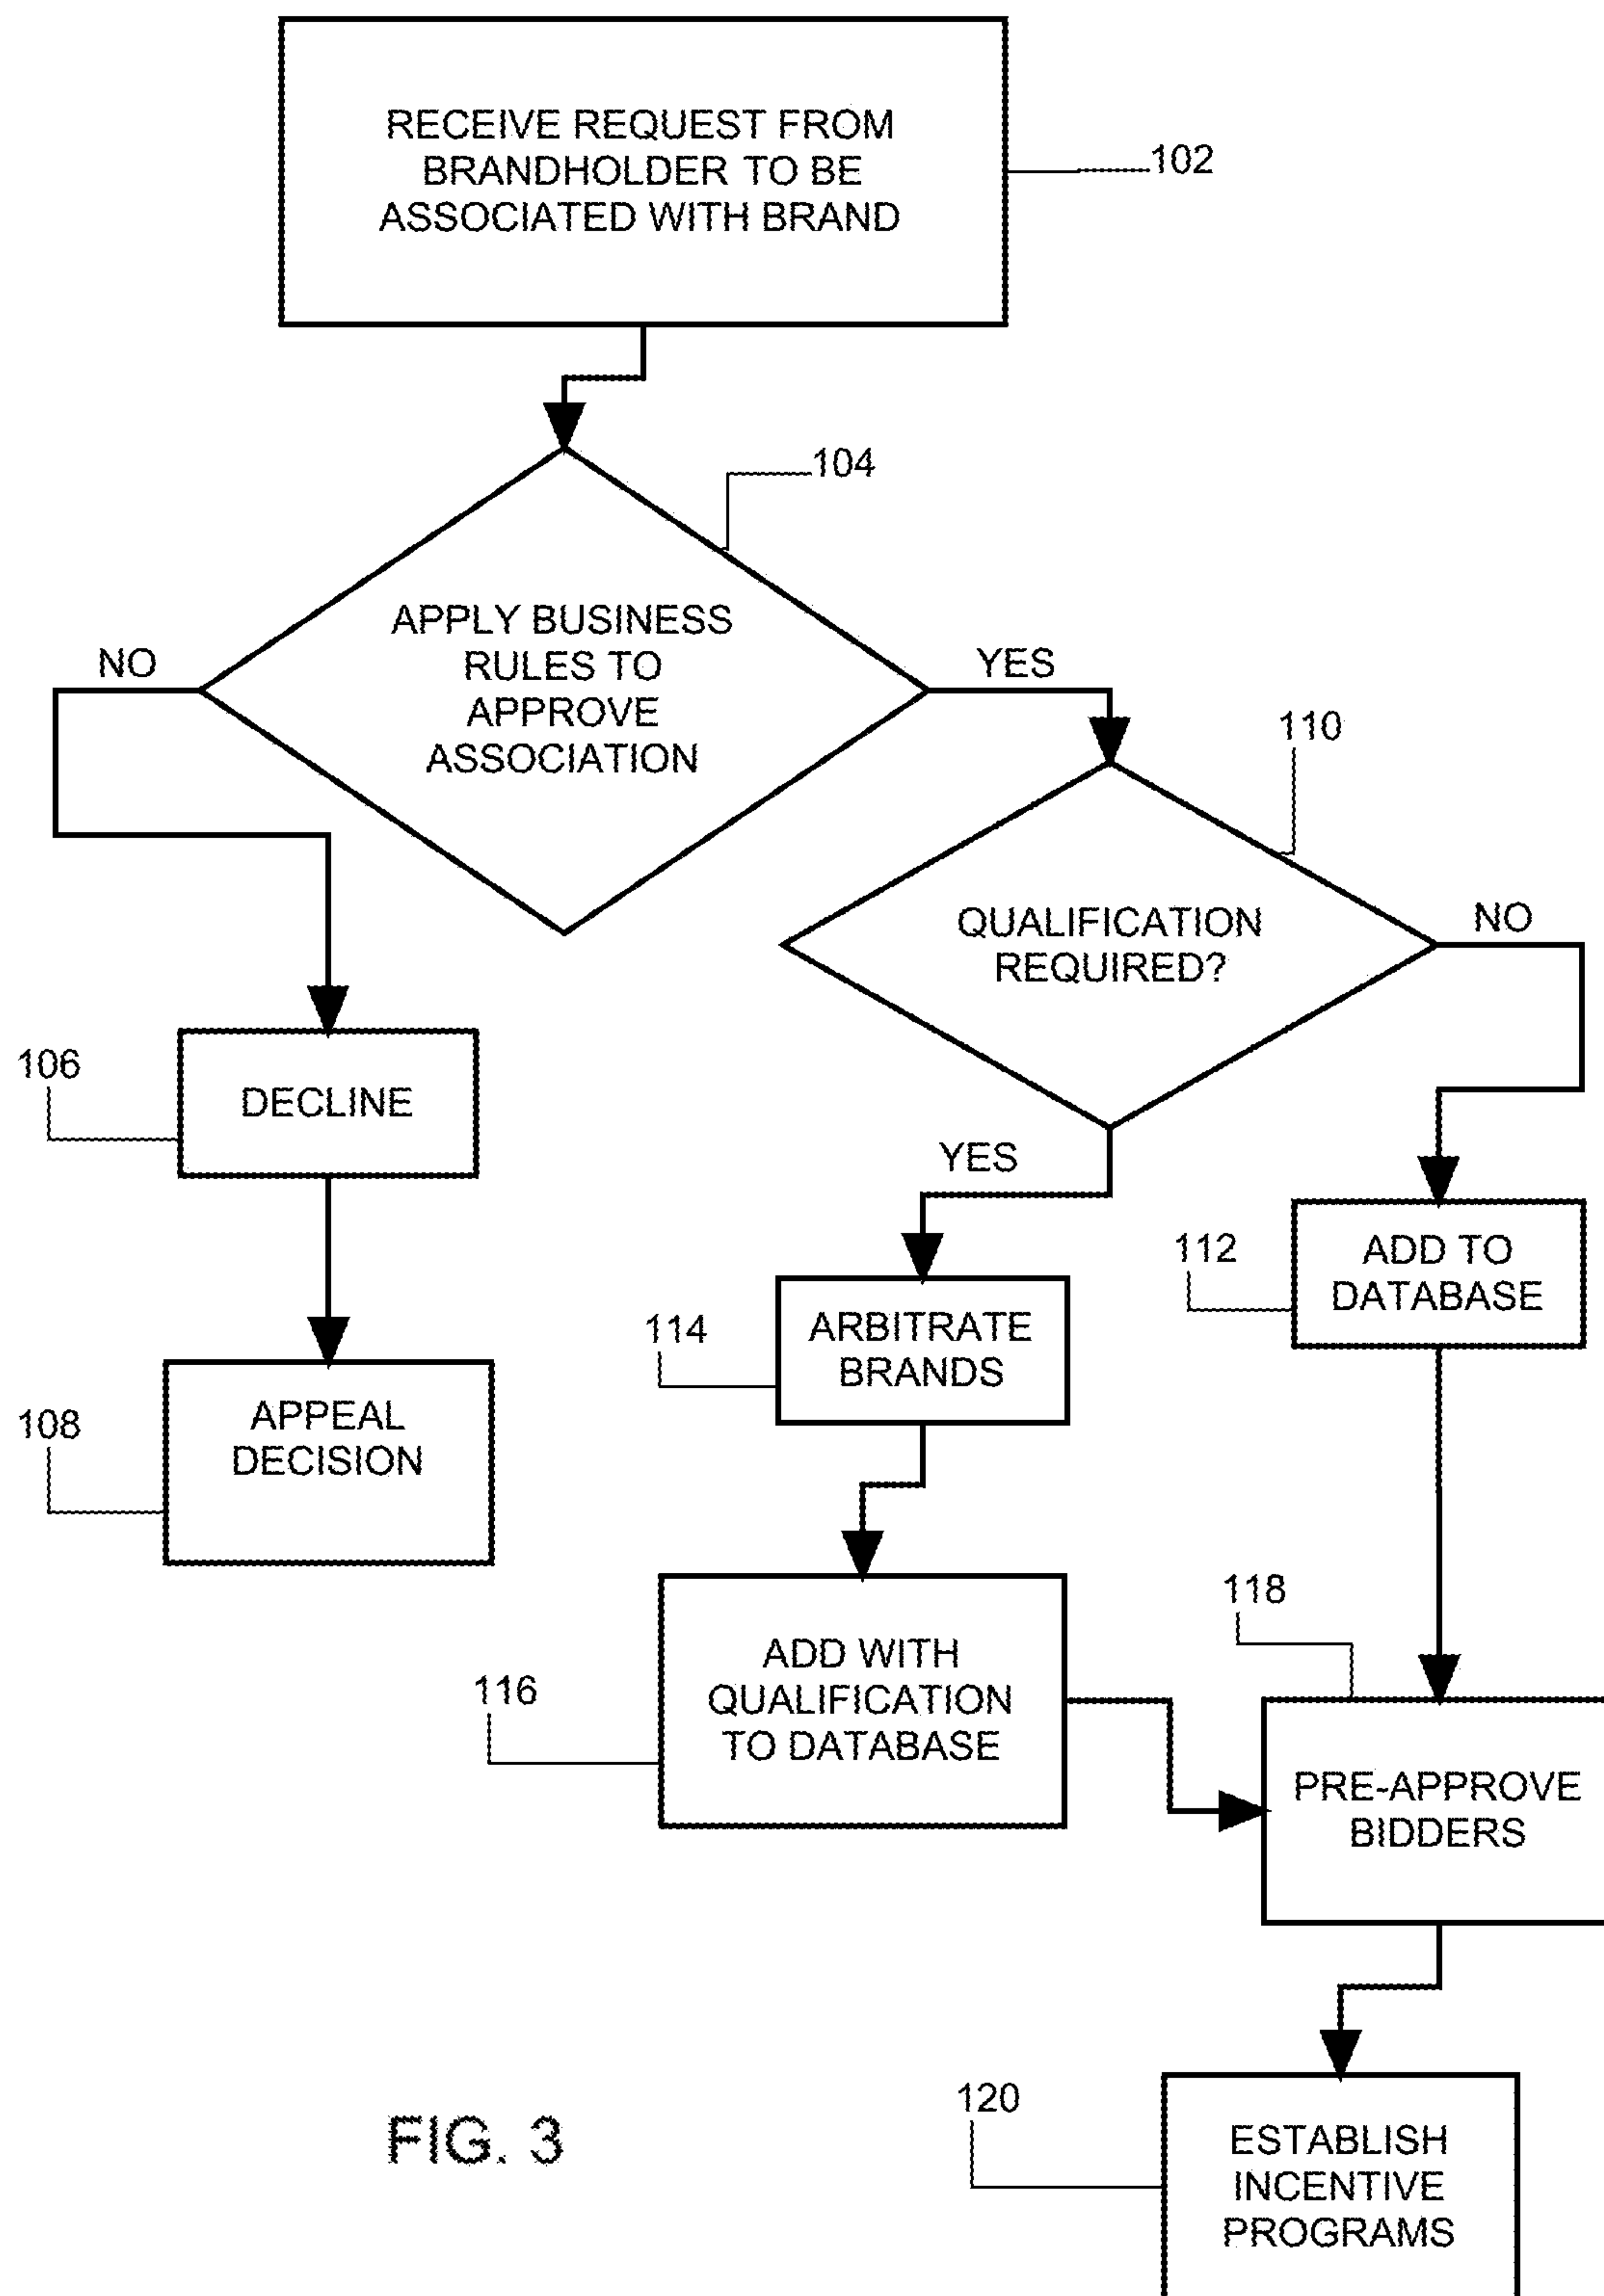 RECEIVE REQUEST FROM
BRANDHOLDER TO BE
ASSOCIATED WITH BRAND
102
104
APPLY BUSINESS
RULES TO
APPROVE
ASSOCIATION
NO
YES
110
QUALIFICATION
REQUIRED?
NO
YES
106
DECLINE
112
ADD TO
DATABASE
114
ARBITRATE
BRANDS
108
APPEAL
DECISION
116
ADD WITH
QUALIFICATION
TO DATABASE
118
PRE-APPROVE
BIDDERS
120
ESTABLISH
INCENTIVE
PROGRAMS
FIG. 3